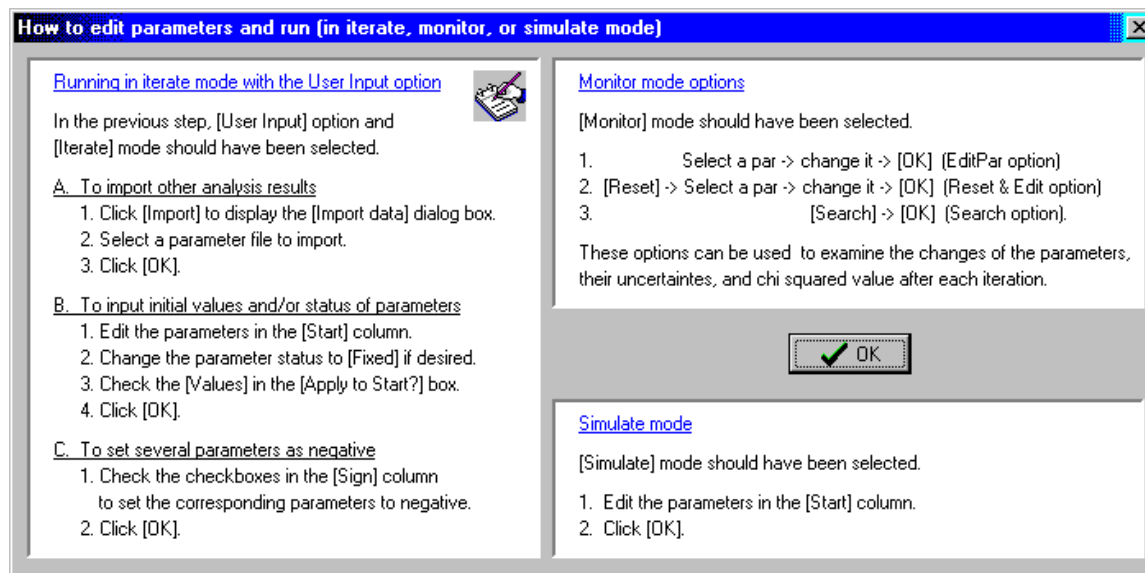 How to edit parameters and run (in iterate, monitor, or simulate mode)
Running in iterate mode with the User Input option
In the previous step, [User Input] option and
[Iterate] mode should have been selected.
A. To import other analysis results
1. Click [Import] to display the [Import data] dialog box.
2. Select a parameter file to import.
3. Click [OK].
B. To input initial values and/or status of parameters
1. Edit the parameters in the [Start] column.
2. Change the parameter status to [Fixed] if desired.
3. Check the [Values] in the [Apply to Start?] box.
4. Click [OK].
C. To set several parameters as negative
1. Check the checkboxes in the [Sign] column
to set the corresponding parameters to negative.
2. Click [OK].
Monitor mode options
[Monitor] mode should have been selected.
1. Select a par -> change it -> [OK] (EditPar option)
2. [Reset] -> Select a par -> change it -> [OK] (Reset & Edit option)
3. [Search] -> [OK] (Search option).
These options can be used to examine the changes of the parameters,
their uncertaintes, and chi squared value after each iteration.
OK
Simulate mode
[Simulate] mode should have been selected.
1. Edit the parameters in the [Start] column.
2. Click [OK].